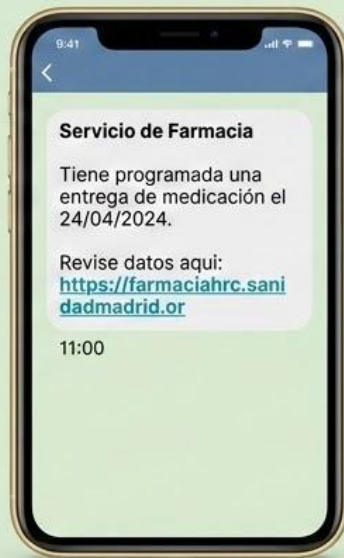 9:41
Servicio de Farmacia
Tiene programada una
entrega de medicación el
24/04/2024.
Revise datos aqui:
https://farmaciahrc.sani
dadmadrid.or
11:00